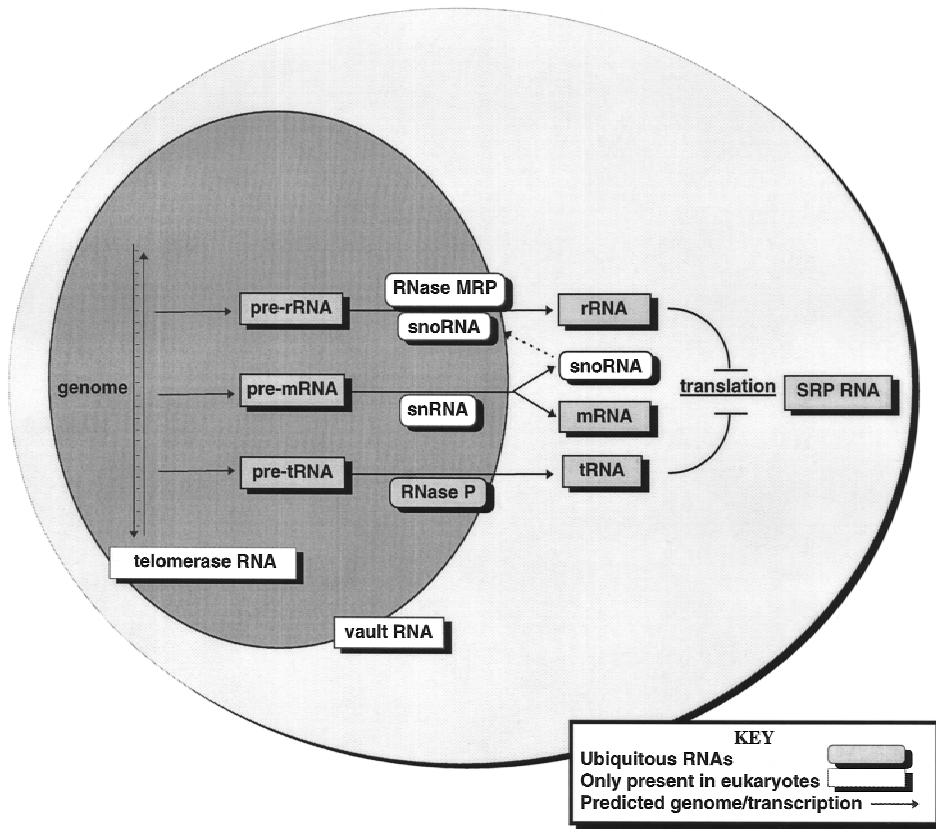 RNase MRP
pre-rRNA
rRNA
snoRNA
snoRNA
genome
pre-mRNA
translation
SRP RNA
snRNA
mRNA
pre-tRNA
tRNA
RNase P
telomerase RNA
vault RNA
KEY
Ubiquitous RNAs
Only present in eukaryotes
Predicted genome/transcription